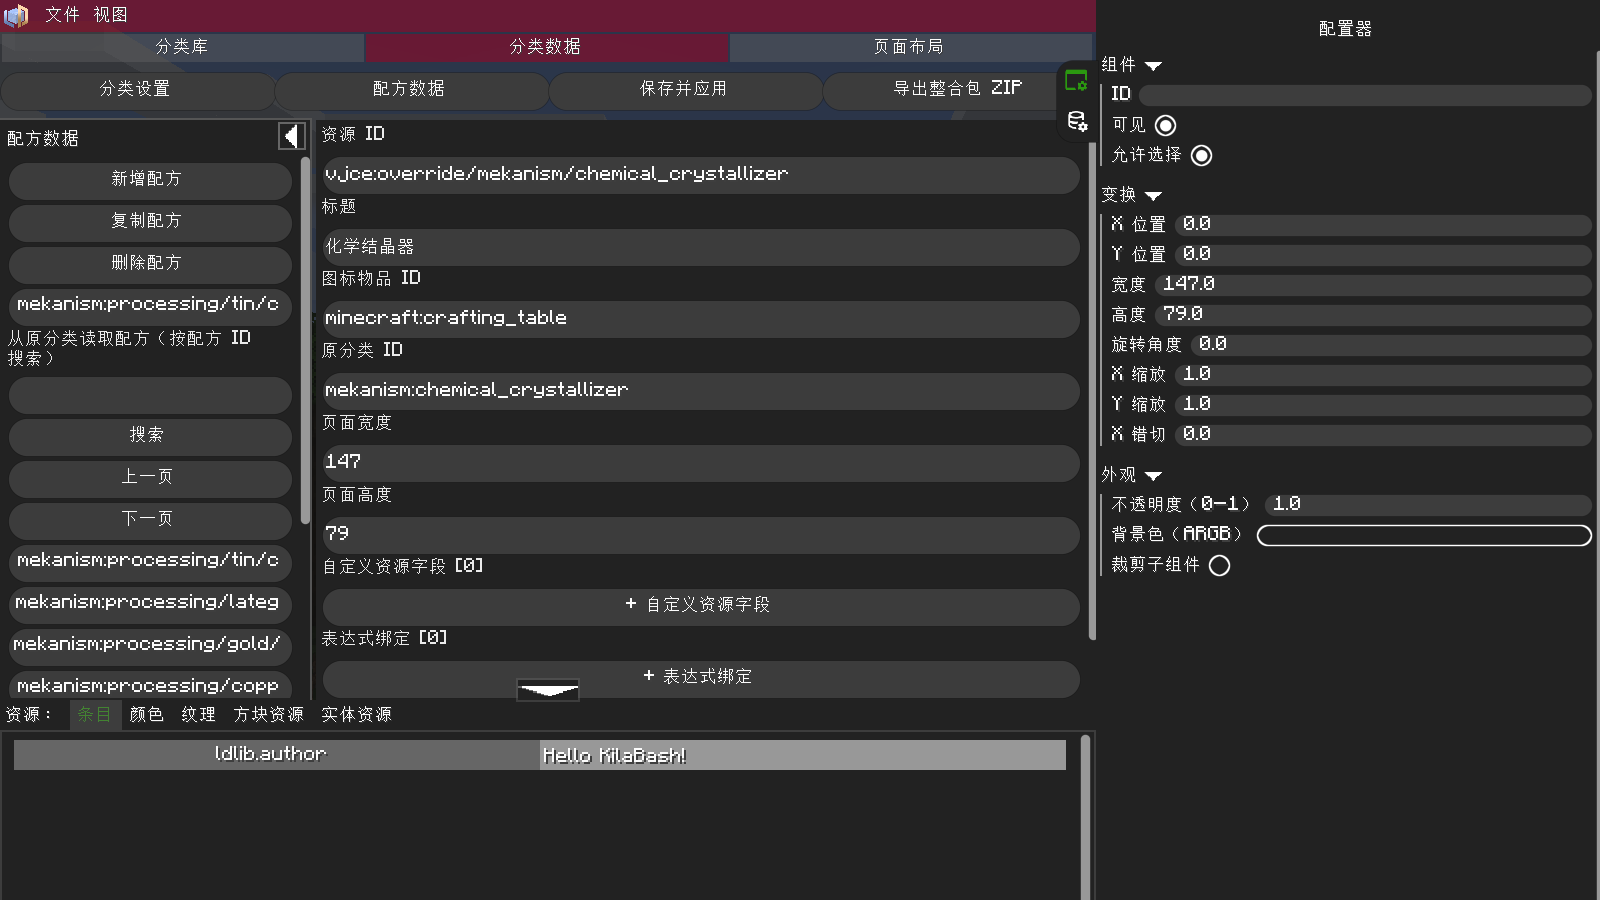 文件 视图
分类库 分类数据 页面布局
分类设置 配方数据 保存并应用 导出整合包 ZIP
配方数据
新增配方
复制配方
删除配方
mekanism:processing/tin/c
从原分类读取配方（按配方 ID
搜索）
搜索
上一页
下一页
mekanism:processing/tin/c
mekanism:processing/lateg
mekanism:processing/gold/
mekanism:processing/copp
资源 ID
vjce:override/mekanism/chemical_crystallizer
标题
化学结晶器
图标物品 ID
minecraft:crafting_table
原分类 ID
mekanism:chemical_crystallizer
页面宽度
147
页面高度
79
自定义资源字段 [0]
+ 自定义资源字段
表达式绑定 [0]
+ 表达式绑定
资源： 条目 颜色 纹理 方块资源 实体资源
ldlib.author Hello KilaBash!
配置器
组件
ID
可见
允许选择
变换
X 位置 0.0
Y 位置 0.0
宽度 147.0
高度 79.0
旋转角度 0.0
X 缩放 1.0
Y 缩放 1.0
X 错切 0.0
外观
不透明度（0-1） 1.0
背景色（ARGB）
裁剪子组件